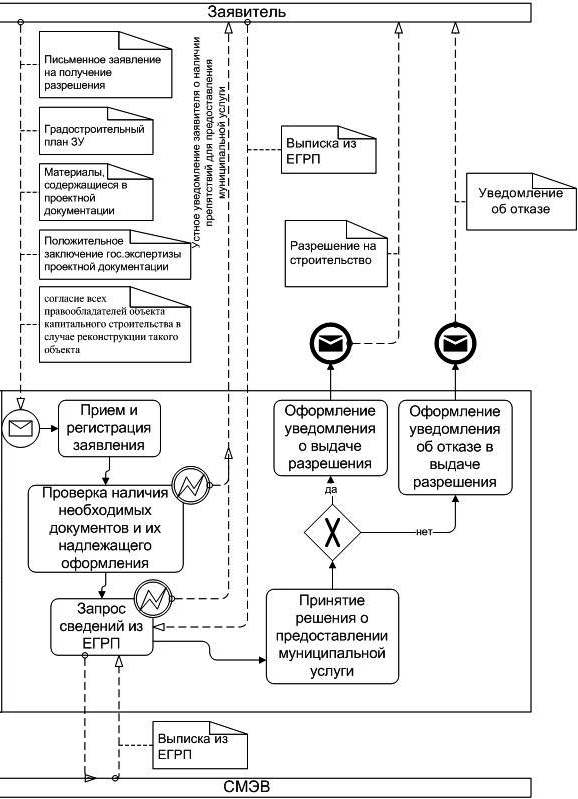 Заявитель
Письменное заявление
на получение
разрешения
Градостроительный
план ЗУ
Материалы,
содержащиеся в
проектной
документации
Положительное
заключение гос.экспертизы
проектной документации
согласие всех
правообладателей объекта
капитального строительства в
случае реконструкции такого
объекта
Устное уведомление заявителя о наличии
препятствий для предоставления
муниципальной услуги
Выписка из
ЕГРП
Разрешение на
строительство
Уведомление
об отказе
Прием и
регистрация
заявления
Проверка наличия
необходимых
документов и их
надлежащего
оформления
Запрос
сведений из
ЕГРП
Оформление
уведомления
о выдаче
разрешения
Оформление
уведомления
об отказе в
выдаче
разрешения
да
нет
X
Принятие
решения о
предоставлении
муниципальной
услуги
Выписка из
ЕГРП
СМЭВ